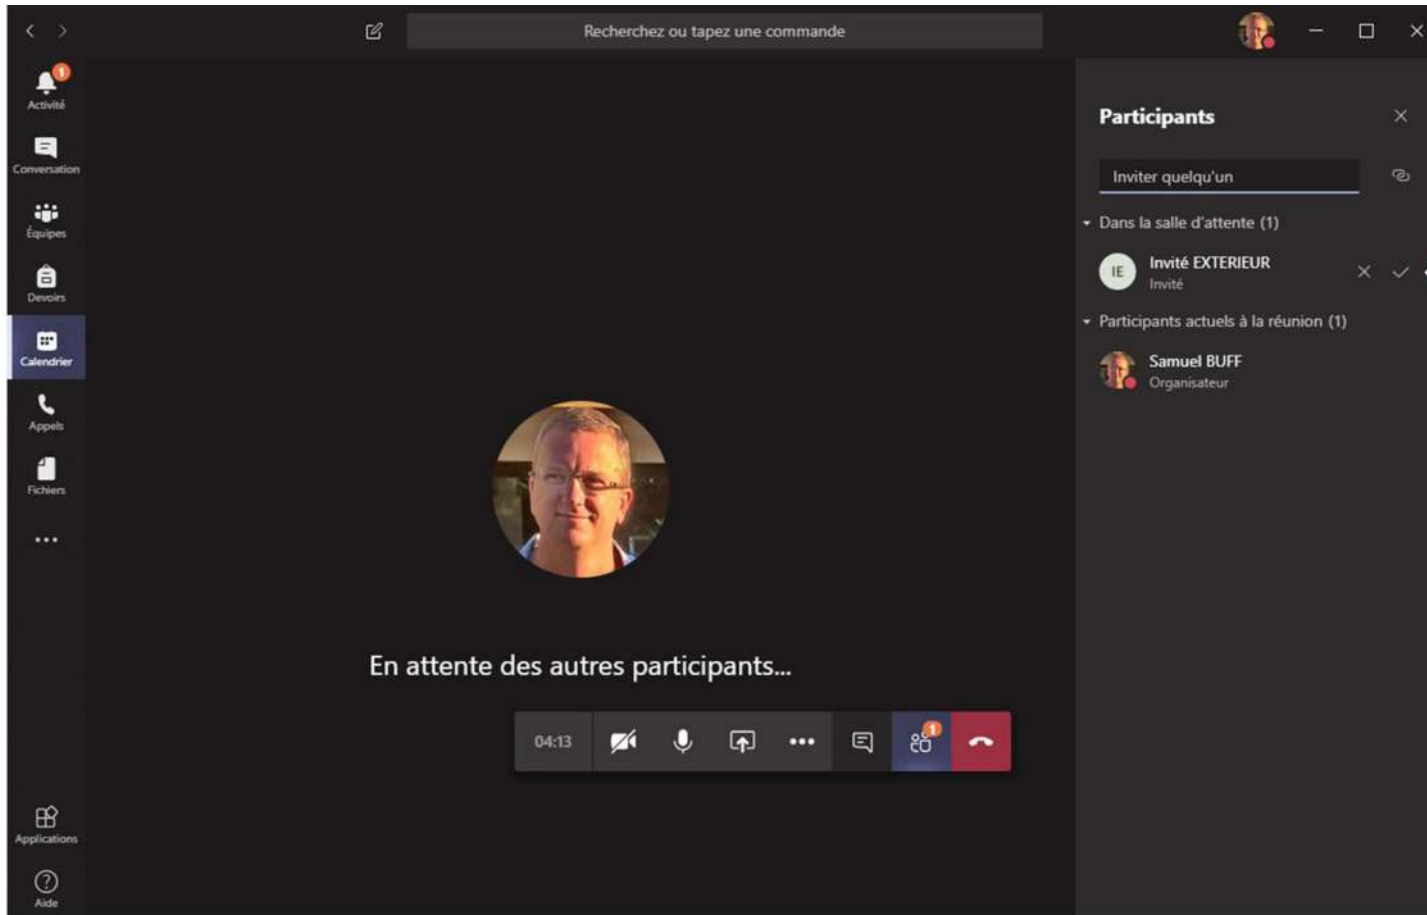 Recherchez ou tapez une commande
1
Activité
Conversation
Équipes
Devoirs
Calendrier
Appels
Fichiers
Applications
Aide
En attente des autres participants...
04:13
1
Participants
Inviter quelqu'un
Dans la salle d'attente (1)
IE
Invité EXTERIEUR
Invité
Participants actuels à la réunion (1)
Samuel BUFF
Organisateur